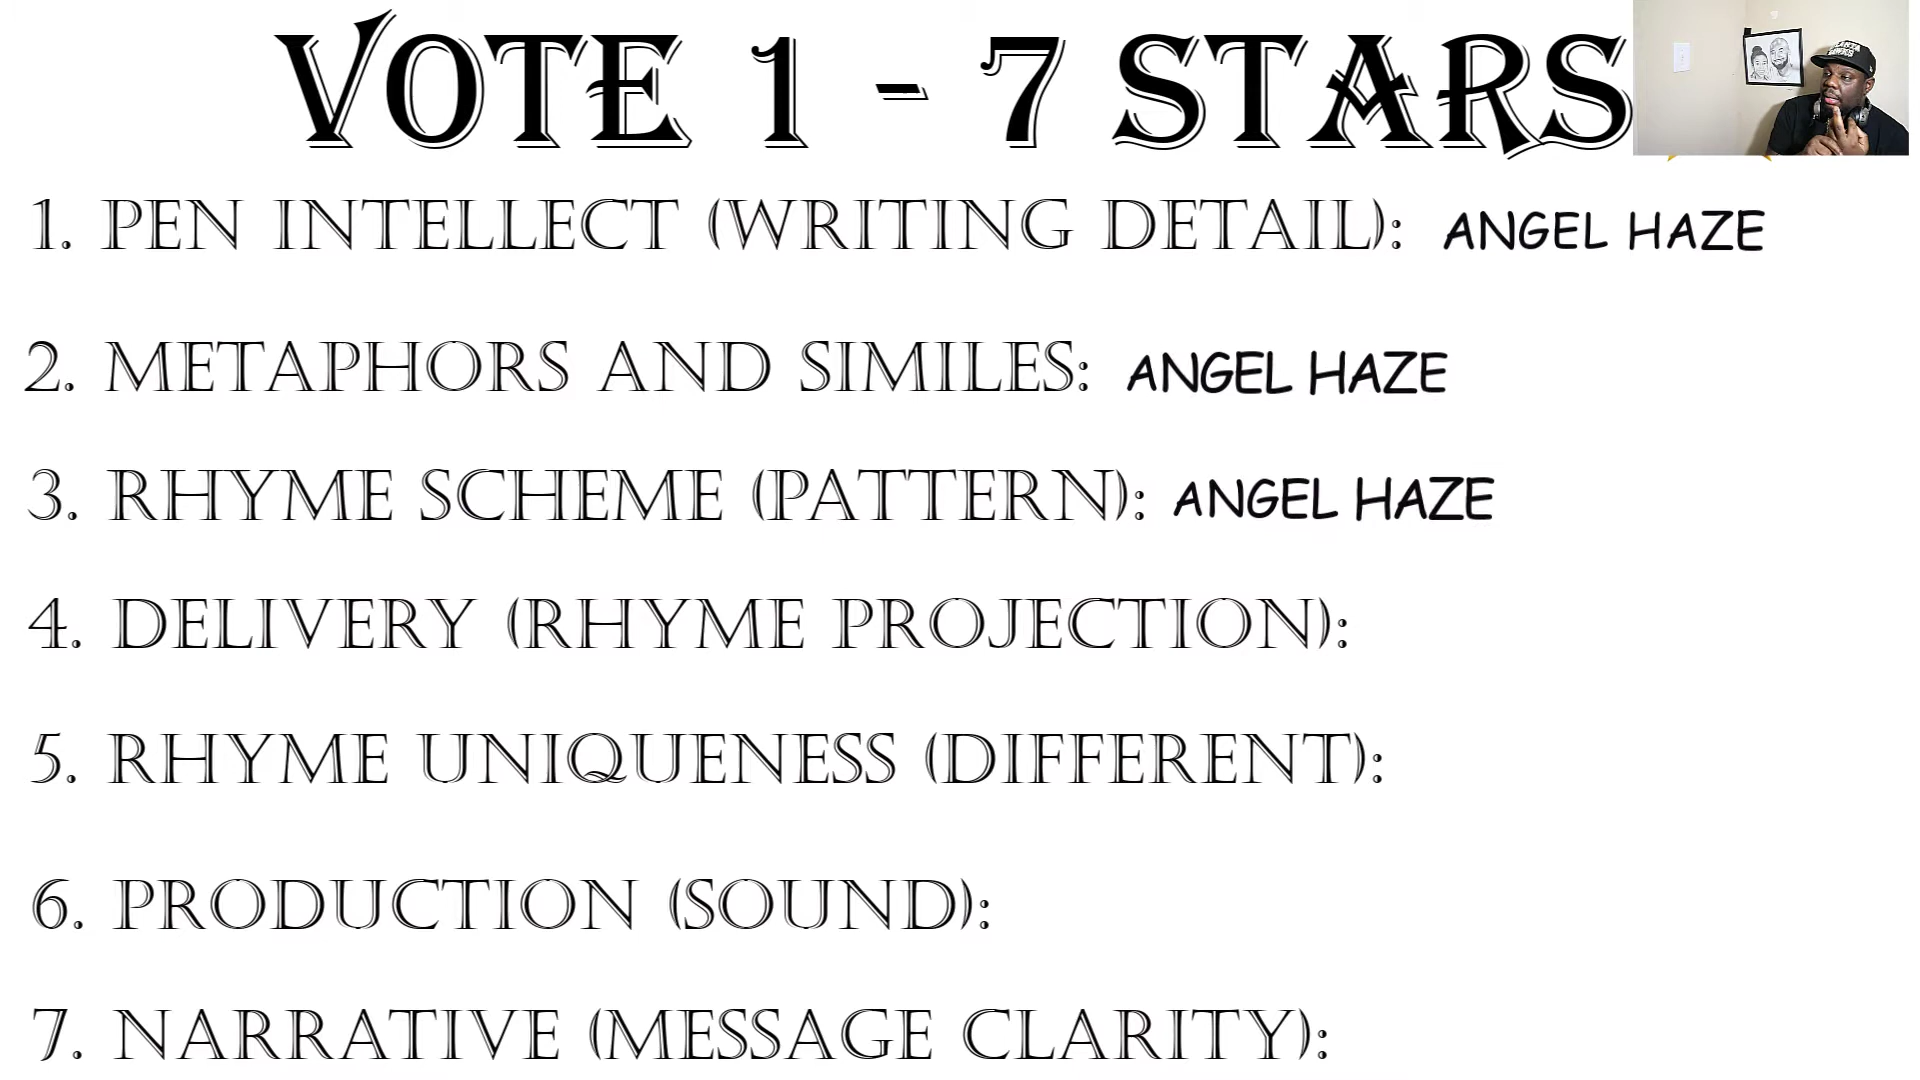 VOTE 1 - 7 STARS
1. PEN INTELLECT (WRITING DETAIL): ANGEL HAZE
2. METAPHORS AND SIMILES: ANGEL HAZE
3. RHYME SCHEME (PATTERN): ANGEL HAZE
4. DELIVERY (RHYME PROJECTION):
5. RHYME UNIQUENESS (DIFFERENT):
6. PRODUCTION (SOUND):
7. NARRATIVE (MESSAGE CLARITY):